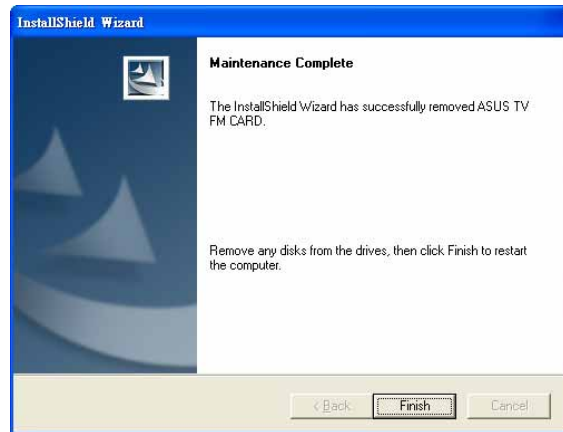 InstallShield Wizard
Maintenance Complete
The InstallShield Wizard has successfully removed ASUS TV
FM CARD.
Remove any disks from the drives, then click Finish to restart
the computer.
< Back
Finish
Cancel